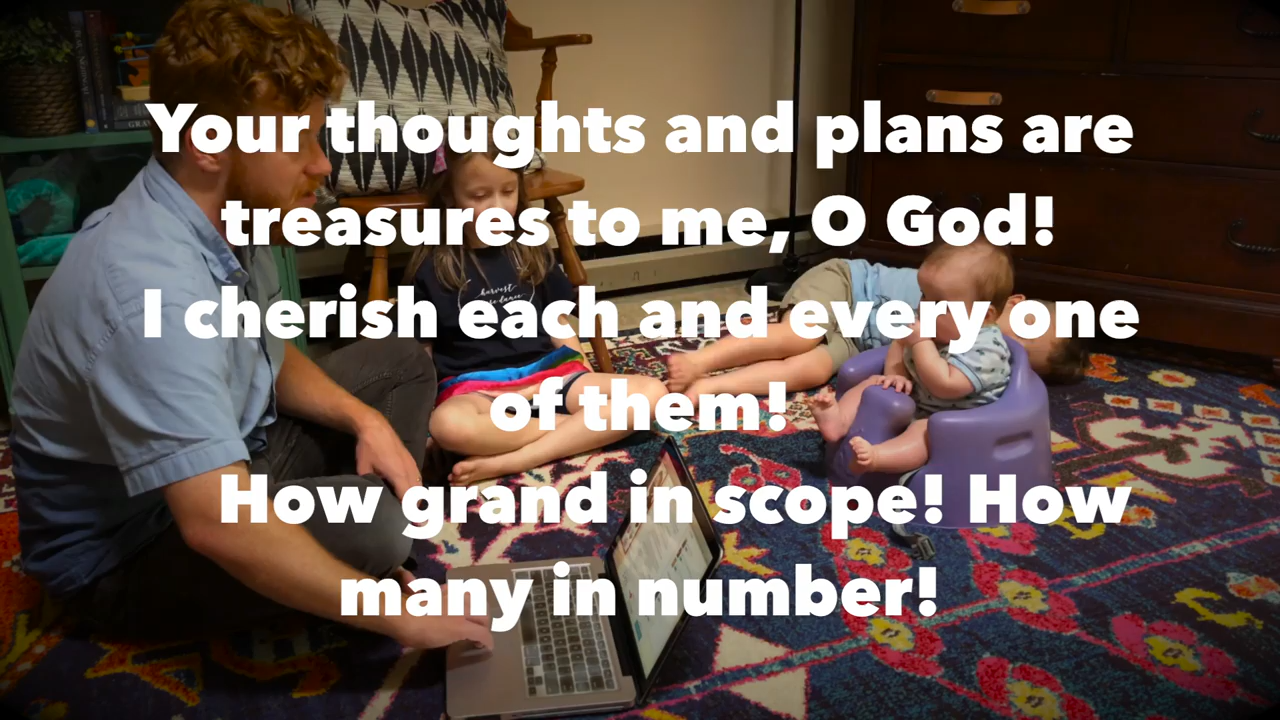 Your thoughts and plans are
treasures to me, O God!
I cherish each and every one
of them!
How grand in scope! How
many in number!
harvest